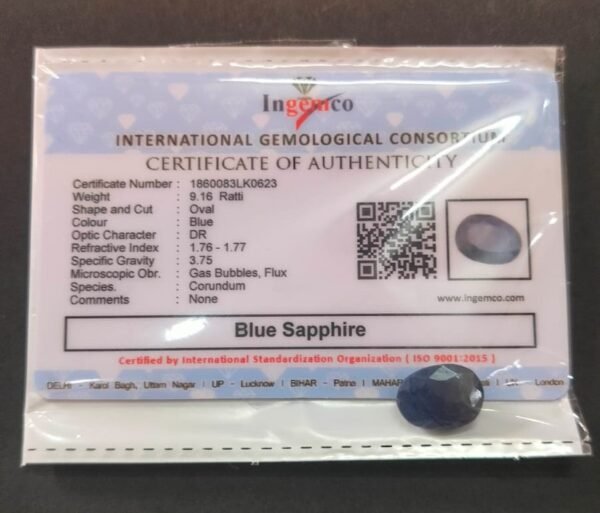 Ingemco
INTERNATIONAL GEMOLOGICAL CONSORTIUM
CERTIFICATE OF AUTHENTICITY
Certificate Number : 1860083LK0623
Weight : 9.16 Ratti
Shape and Cut : Oval
Colour : Blue
Optic Character : DR
Refractive Index : 1.76 - 1.77
Specific Gravity : 3.75
Microscopic Obr. : Gas Bubbles, Flux
Species. : Corundum
Comments : None
www.ingemco.com
Blue Sapphire
Certified by International Standardization Organization ( ISO 9001:2015 )
DELHI - Karol Bagh, Uttam Nagar | UP - Lucknow | BIHAR - Patna | MAHAR London